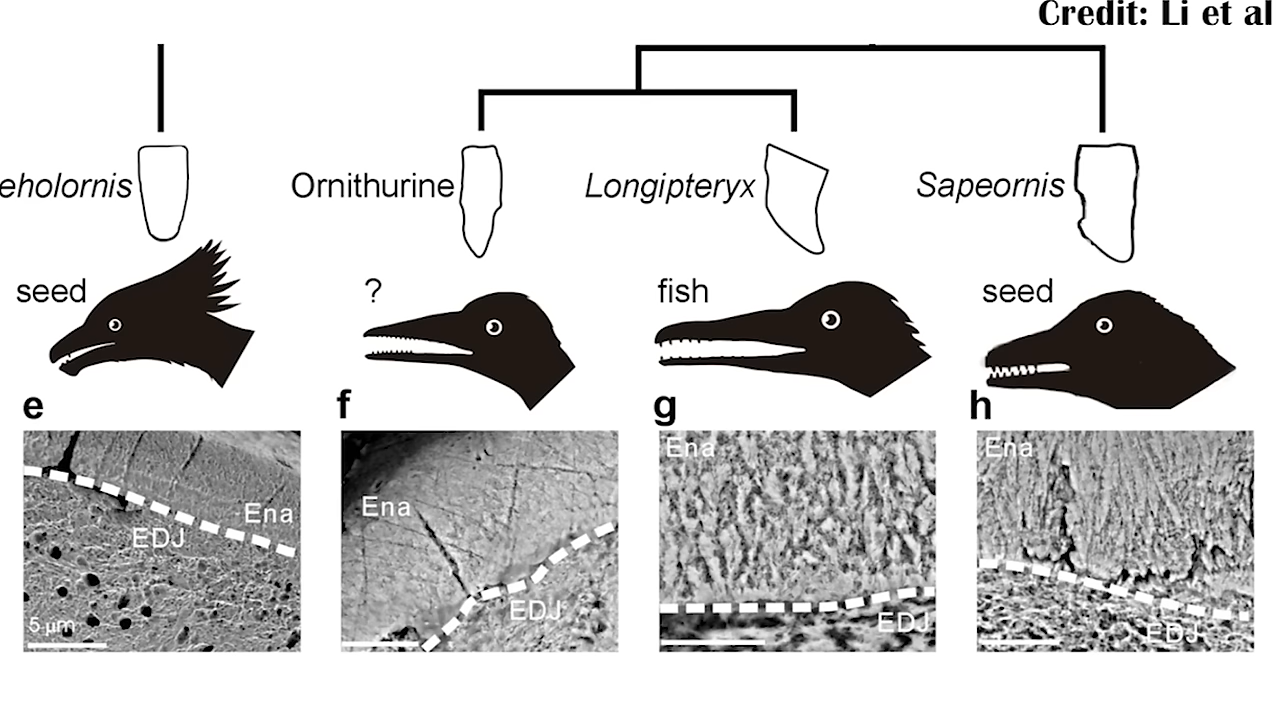 Credit: Li et al
eholornis
Ornithurine
Longipteryx
Sapeornis
seed
?
fish
seed
e
f
g
h
Ena
EDJ
5 µm
Ena
EDJ
Ena
EDJ
Ena
EDJ